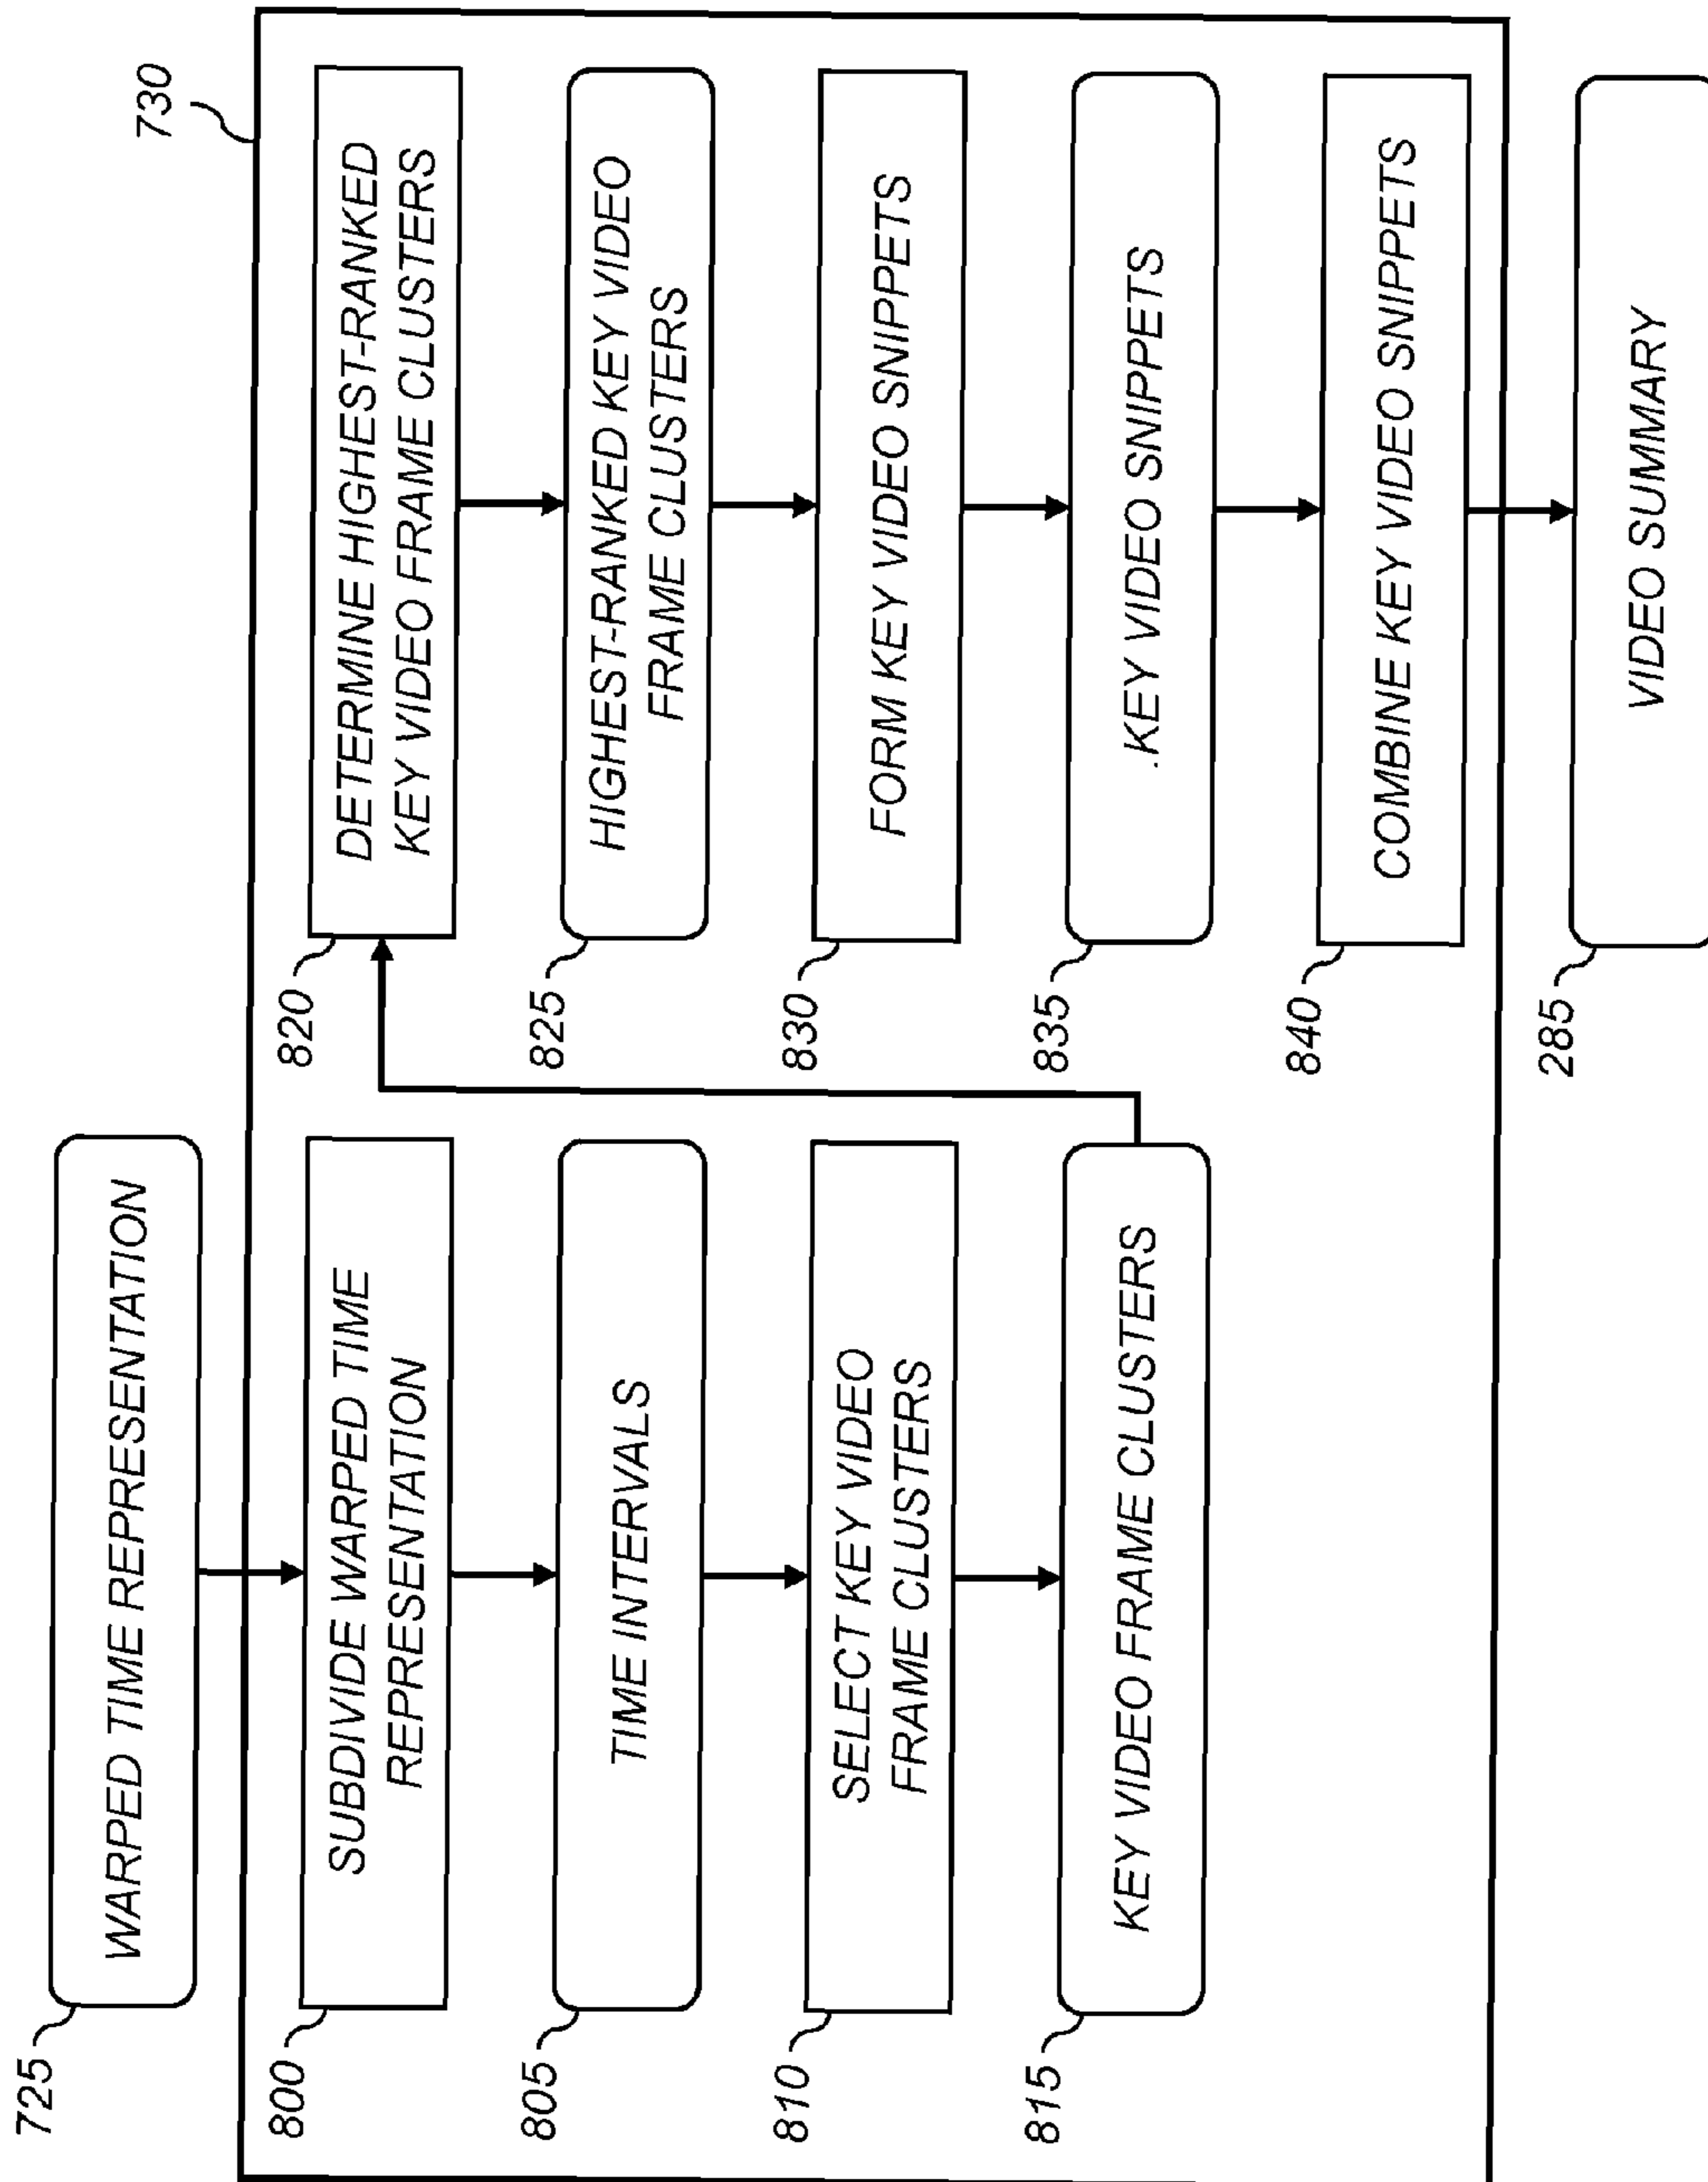 725
WARPED TIME REPRESENTATION
730
800
SUBDIVIDE WARPED TIME
REPRESENTATION
805
TIME INTERVALS
810
SELECT KEY VIDEO
FRAME CLUSTERS
815
KEY VIDEO FRAME CLUSTERS
820
DETERMINE HIGHEST-RANKED
KEY VIDEO FRAME CLUSTERS
825
HIGHEST-RANKED KEY VIDEO
FRAME CLUSTERS
830
FORM KEY VIDEO SNIPPETS
835
.KEY VIDEO SNIPPETS
840
COMBINE KEY VIDEO SNIPPETS
285
VIDEO SUMMARY